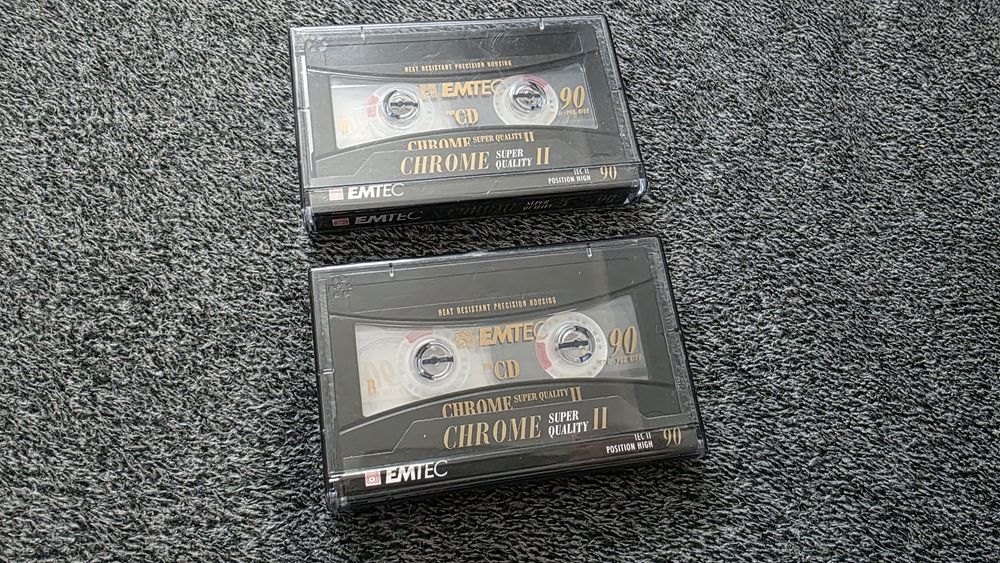 HEAT RESISTANT PRECISION HOUSING
EMTEC
90
CD
CHROME SUPER QUALITY II
CHROME SUPER QUALITY II
IEC II
POSITION HIGH 90
EMTEC
EMTEC
HEAT RESISTANT PRECISION HOUSING
EMTEC
90
B
CD
CHROME SUPER QUALITY II
CHROME SUPER QUALITY II
IEC II
POSITION HIGH 90
EMTEC